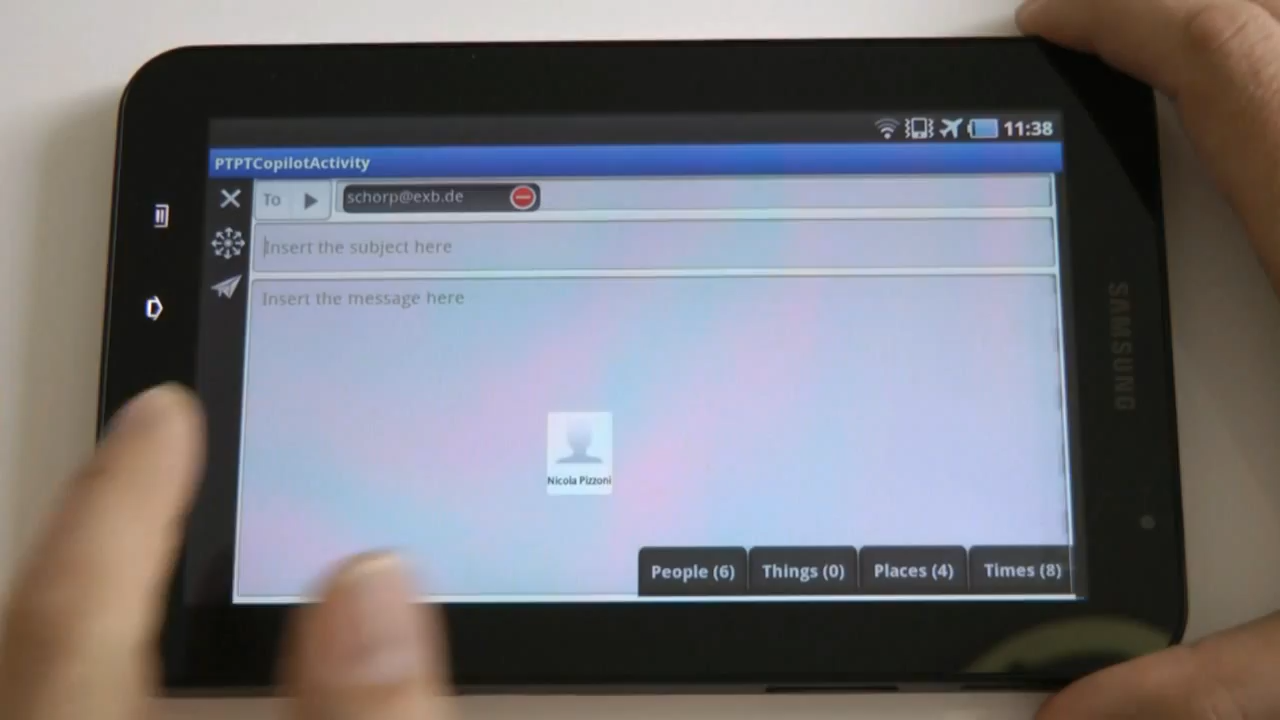 11:38
PTPTCopilotActivity
To
schorp@exb.de
Insert the subject here
Insert the message here
Nicola Pizzoni
People (6)
Things (0)
Places (4)
Times (8)
SAMSUNG